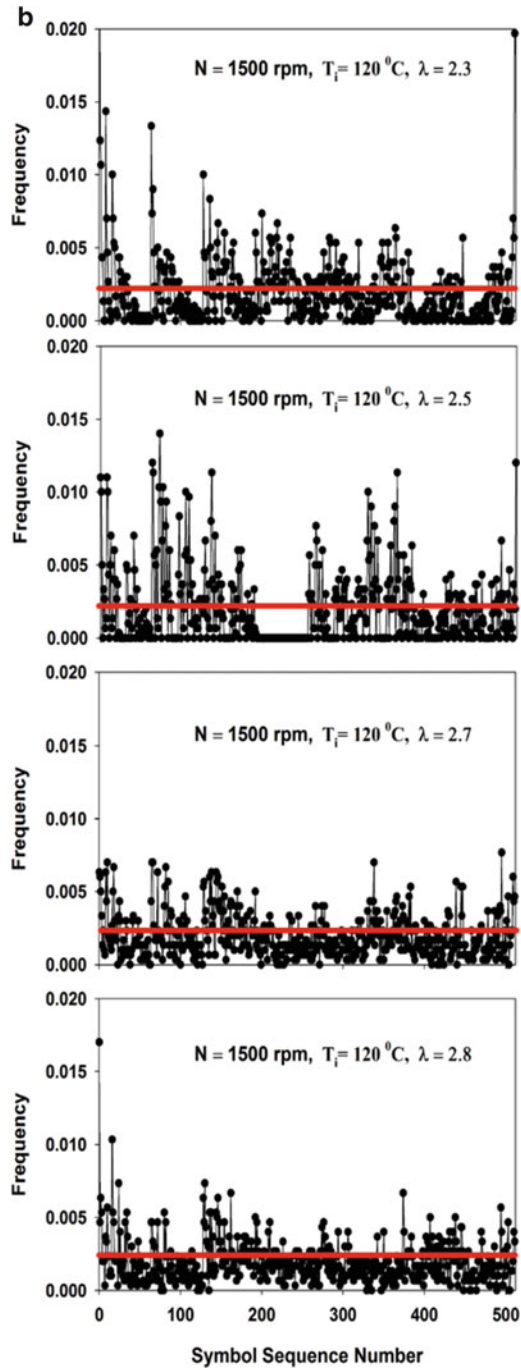 b
0.020
N = 1500 rpm, Ti= 120 ⁰C, λ = 2.3
0.015
Frequency
0.010
0.005
0.000
0.020
N = 1500 rpm, Ti= 120 ⁰C, λ = 2.5
0.015
Frequency
0.010
0.005
0.000
0.020
N = 1500 rpm, Ti= 120 ⁰C, λ = 2.7
0.015
Frequency
0.010
0.005
0.000
0.020
N = 1500 rpm, Ti= 120 ⁰C, λ = 2.8
0.015
Frequency
0.010
0.005
0.000
0 100 200 300 400 500
Symbol Sequence Number